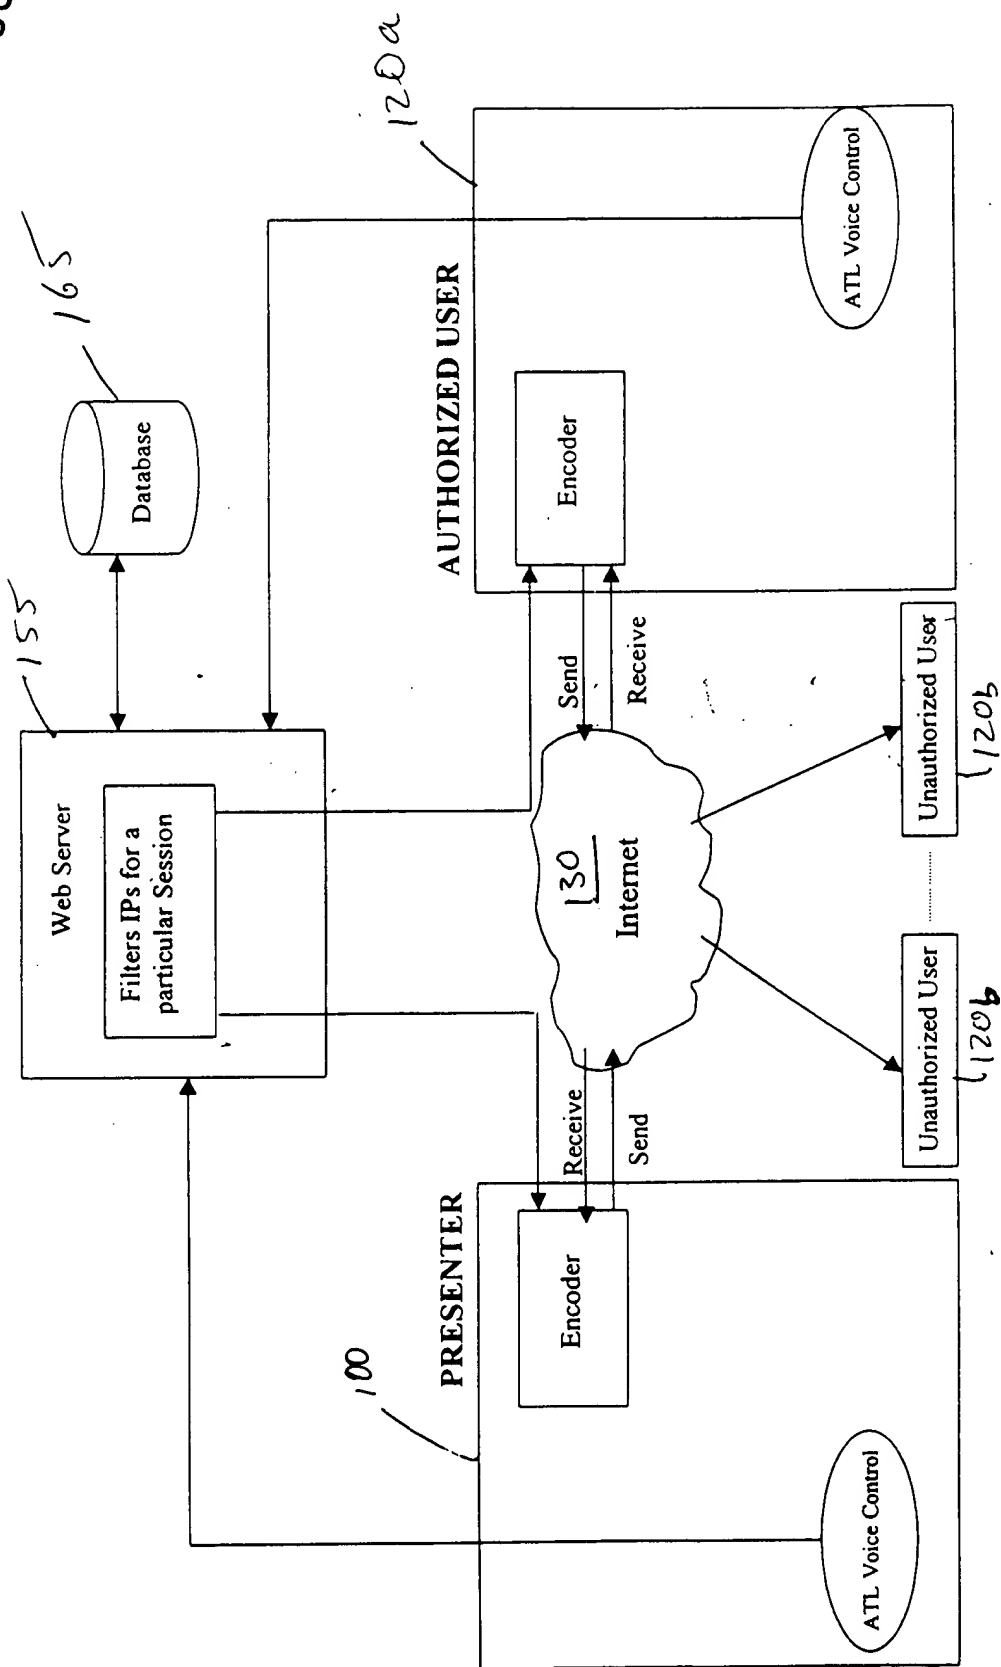 155
165
120a
Web Server
Filters IPs for a
particular Session
Database
PRESENTER
AUTHORIZED USER
100
Encoder
Receive
Send
130
Internet
Send
Receive
Encoder
ATL Voice Control
ATL Voice Control
Unauthorized User
Unauthorized User
120b
120b